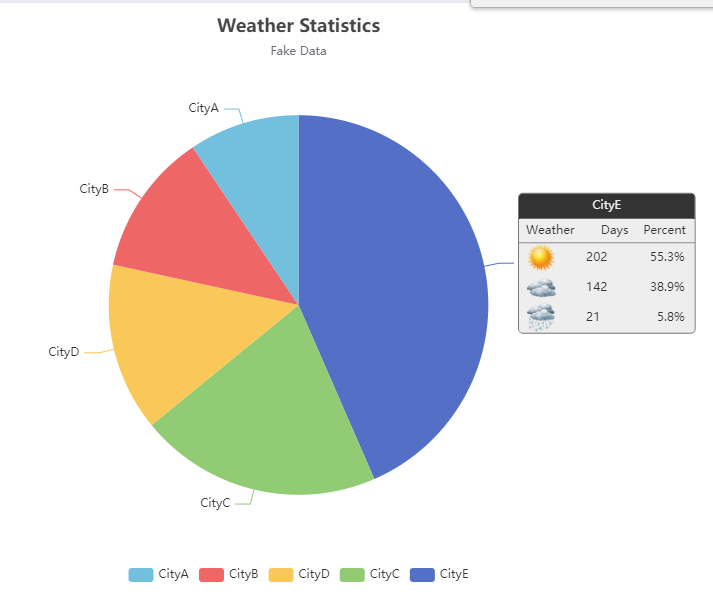 Weather Statistics
Fake Data
CityA
CityB
CityD
CityC
CityE
Weather Days Percent
202 55.3%
142 38.9%
21 5.8%
CityA CityB CityD CityC CityE